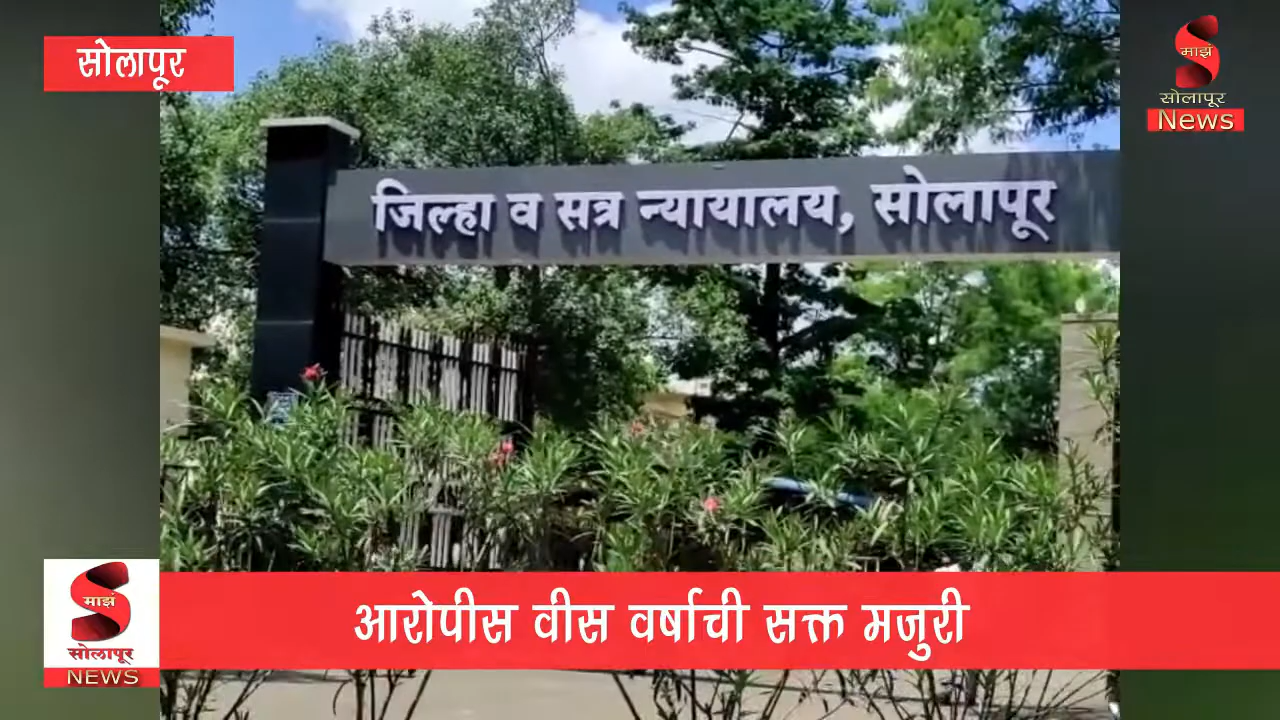 सोलापूर
माझं
सोलापूर
News
जिल्हा व सत्र न्यायालय, सोलापूर
माझं
सोलापूर
NEWS
आरोपीस वीस वर्षाची सक्त मजुरी